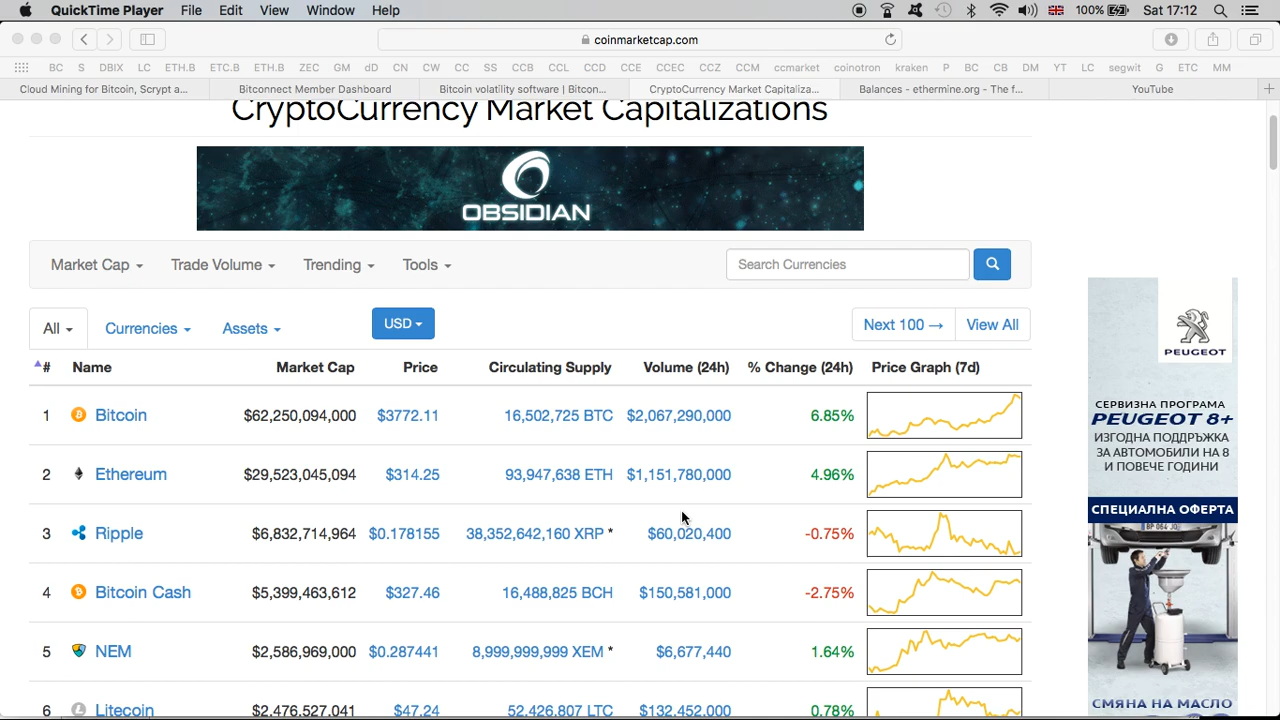 QuickTime Player File Edit View Window Help 100% Sat 17:12
coinmarketcap.com
BC S DBIX LC ETH.B ETC.B ETH.B ZEC GM dD CN CW CC SS CCB CCL CCD CCE CCEC CCZ CCM ccmarket coinotron kraken P BC CB DM YT LC segwit G ETC MM
Cloud Mining for Bitcoin, Scrypt a... Bitconnect Member Dashboard Bitcoin volatility software | Bitcon... CryptoCurrency Market Capitaliza... Balances - ethermine.org - The f... YouTube
CryptoCurrency Market Capitalizations
OBSIDIAN
Market Cap Trade Volume Trending Tools Search Currencies
All Currencies Assets USD Next 100 → View All
# Name Market Cap Price Circulating Supply Volume (24h) % Change (24h) Price Graph (7d)
1 Bitcoin $62,250,094,000 $3772.11 16,502,725 BTC $2,067,290,000 6.85%
2 Ethereum $29,523,045,094 $314.25 93,947,638 ETH $1,151,780,000 4.96%
3 Ripple $6,832,714,964 $0.178155 38,352,642,160 XRP * $60,020,400 -0.75%
4 Bitcoin Cash $5,399,463,612 $327.46 16,488,825 BCH $150,581,000 -2.75%
5 NEM $2,586,969,000 $0.287441 8,999,999,999 XEM * $6,677,440 1.64%
6 Litecoin $2,476,527,041 $47.24 52,426,807 LTC $132,452,000 0.78%
PEUGEOT
СЕРВИЗНА ПРОГРАМА
PEUGEOT 8+
ИЗГОДНА ПОДДРЪЖКА
ЗА АВТОМОБИЛИ НА 8
И ПОВЕЧЕ ГОДИНИ
СПЕЦИАЛНА ОФЕРТА
BP 064 JO
СМЯНА НА МАСЛО